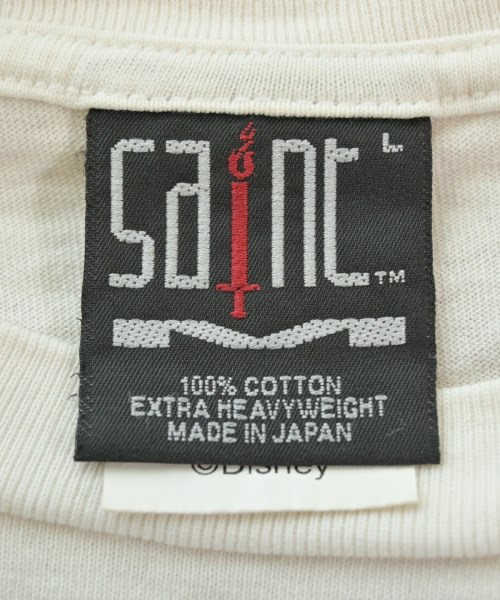 saint L
TM
100% COTTON
EXTRA HEAVYWEIGHT
MADE IN JAPAN
©Disney